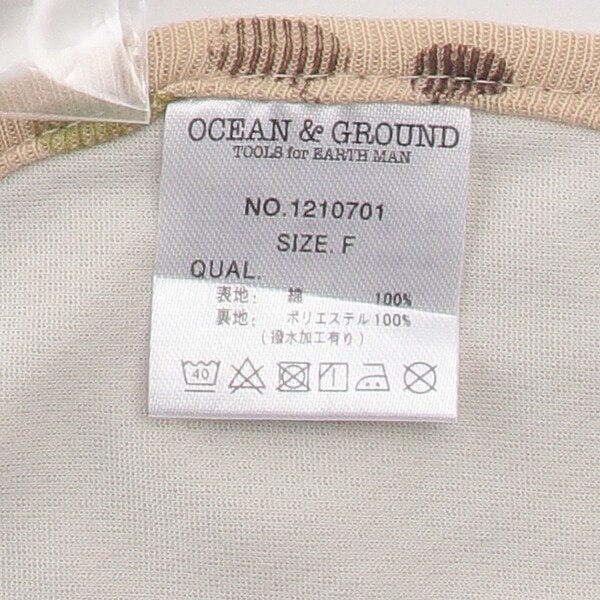 OCEAN & GROUND
TOOLS for EARTH MAN
NO.1210701
SIZE. F
QUAL.
表地: 綿 100%
裏地: ポリエステル 100%
(撥水加工有り)
40